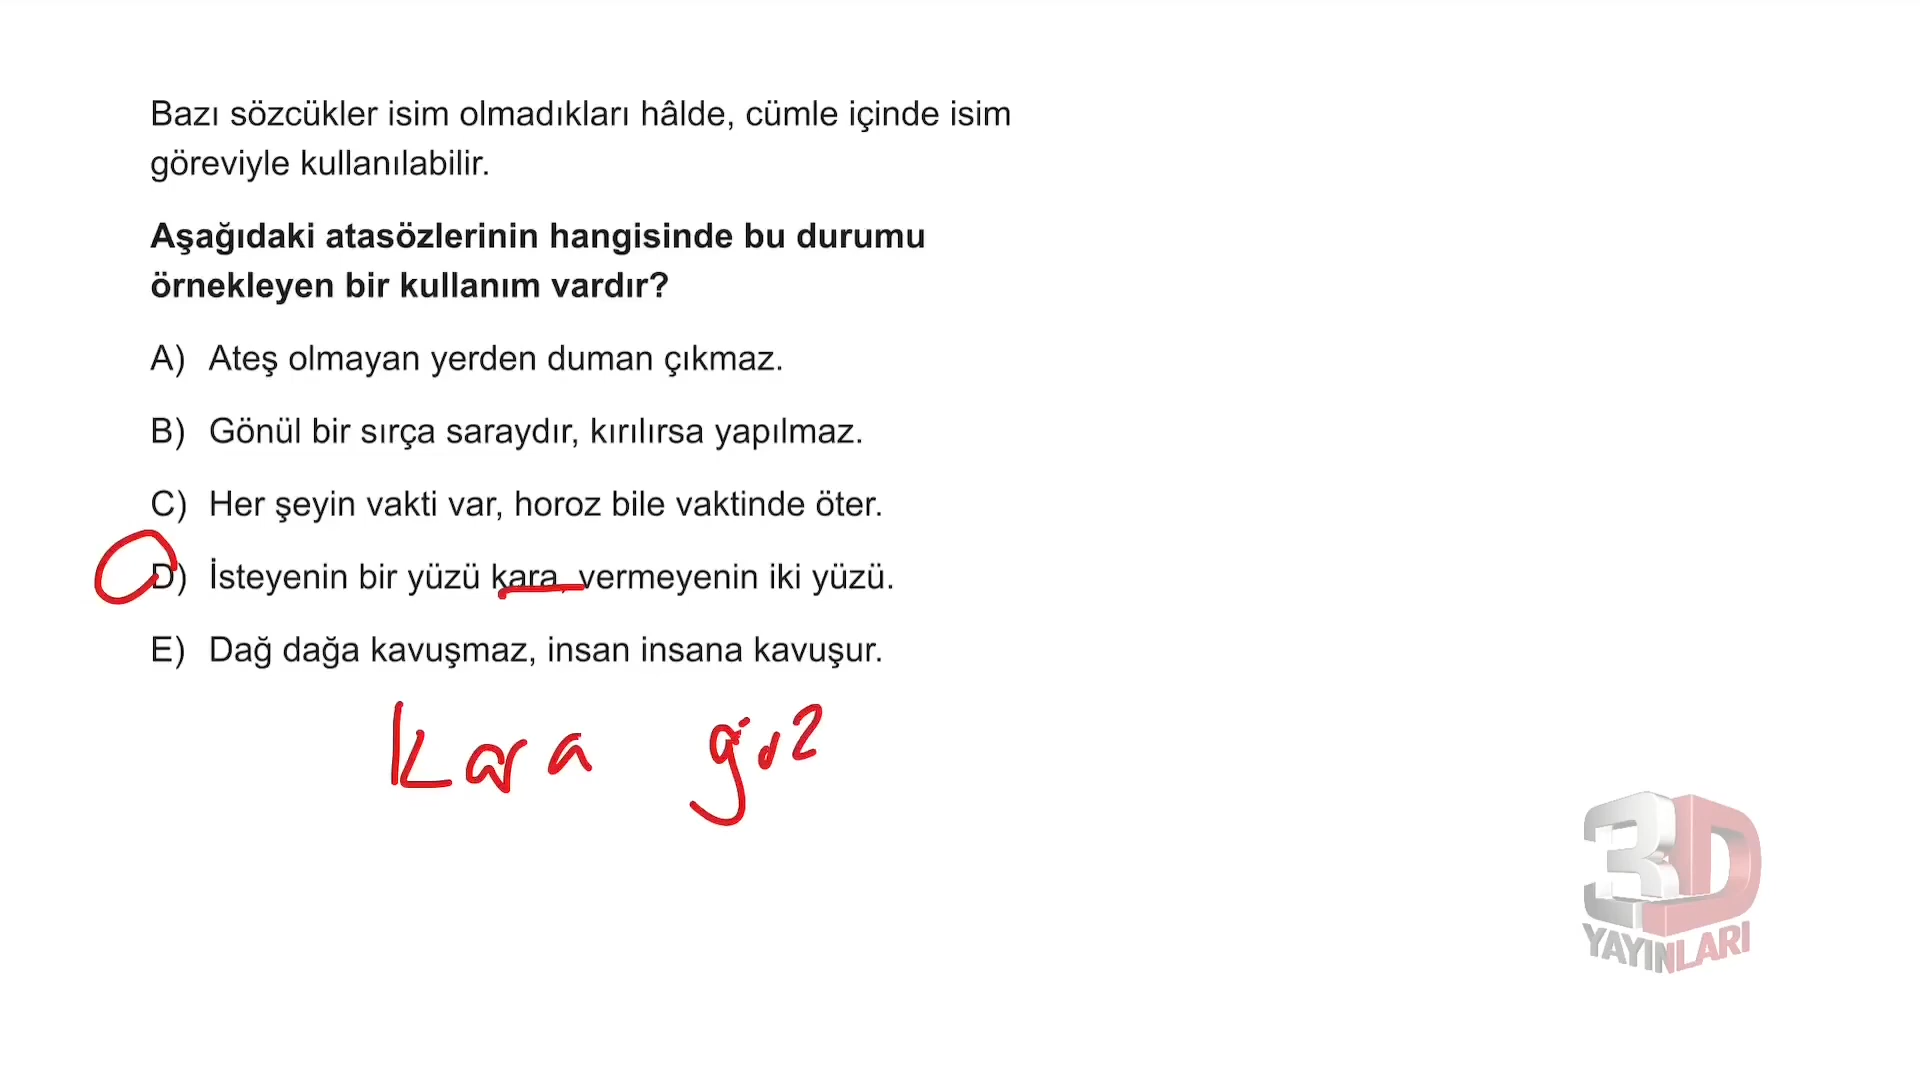 Bazı sözcükler isim olmadıkları hâlde, cümle içinde isim
göreviyle kullanılabilir.
Aşağıdaki atasözlerinin hangisinde bu durumu
örnekleyen bir kullanım vardır?
A) Ateş olmayan yerden duman çıkmaz.
B) Gönül bir sırça saraydır, kırılırsa yapılmaz.
C) Her şeyin vakti var, horoz bile vaktinde öter.
D) İsteyenin bir yüzü kara, vermeyenin iki yüzü.
E) Dağ dağa kavuşmaz, insan insana kavuşur.
kara göz
3D
YAYINLARI